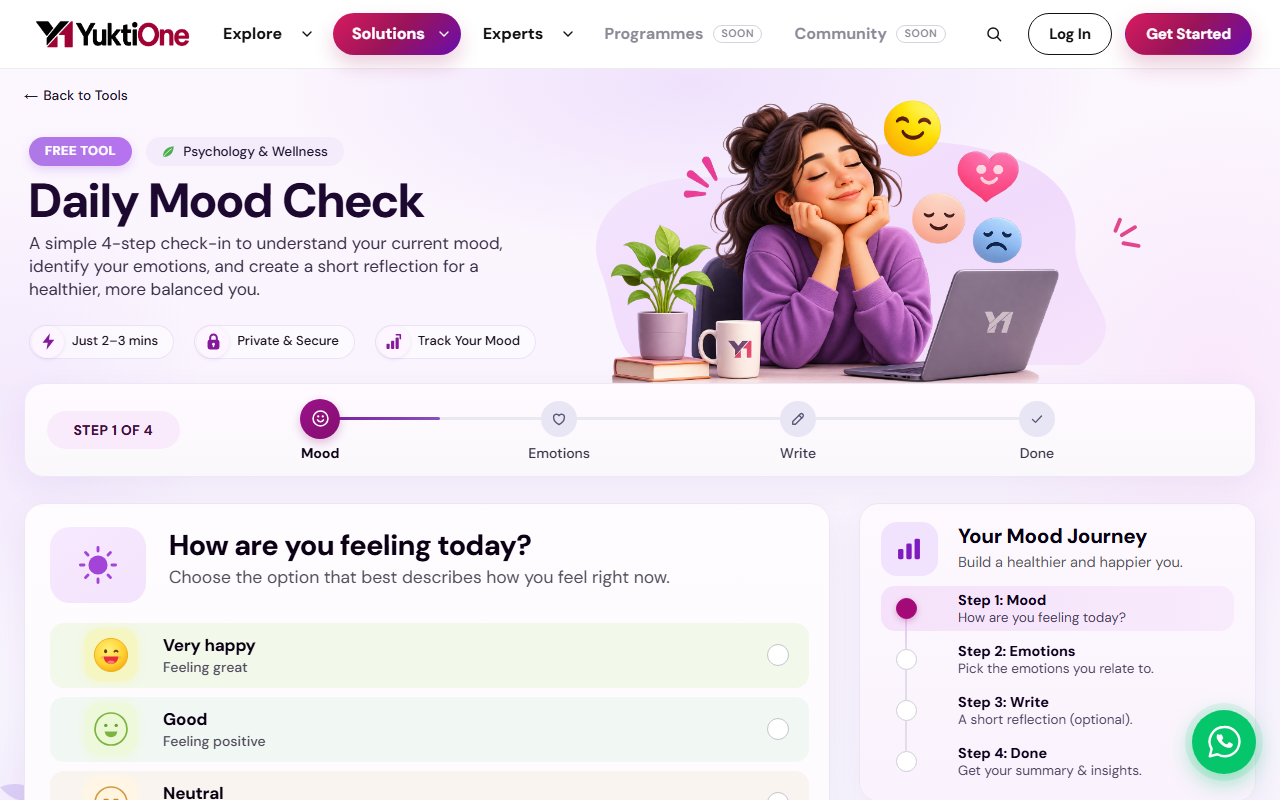 YuktiOne
Explore
Solutions
Experts
Programmes SOON
Community SOON
Log In
Get Started
← Back to Tools
FREE TOOL
Psychology & Wellness
Daily Mood Check
A simple 4-step check-in to understand your current mood,
identify your emotions, and create a short reflection for a
healthier, more balanced you.
Just 2–3 mins
Private & Secure
Track Your Mood
STEP 1 OF 4
Mood
Emotions
Write
Done
How are you feeling today?
Choose the option that best describes how you feel right now.
Very happy
Feeling great
Good
Feeling positive
Neutral
Your Mood Journey
Build a healthier and happier you.
Step 1: Mood
How are you feeling today?
Step 2: Emotions
Pick the emotions you relate to.
Step 3: Write
A short reflection (optional).
Step 4: Done
Get your summary & insights.